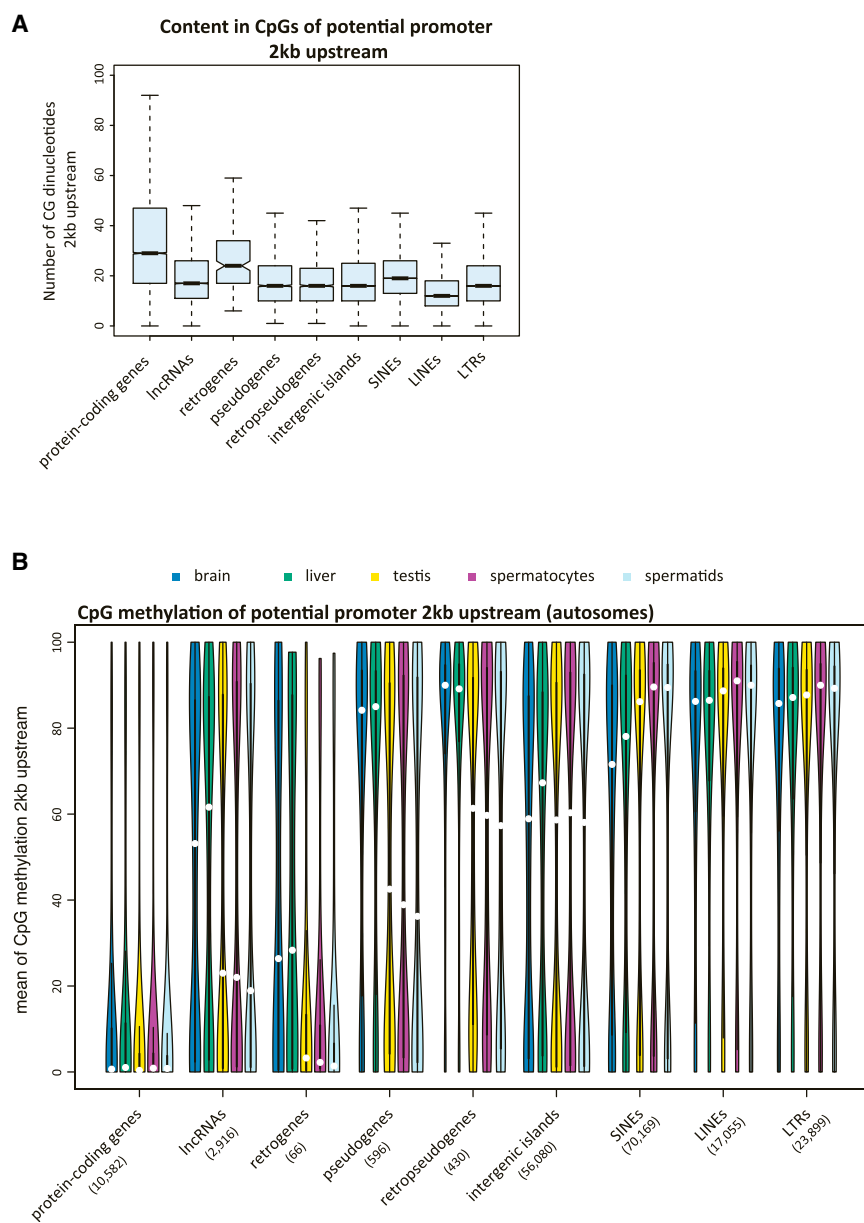 A
Content in CpGs of potential promoter
2kb upstream
Number of CG dinucleotides
2kb upstream
100
80
60
40
20
0
protein-coding genes
lncRNAs
retrogenes
pseudogenes
retropseudogenes
intergenic islands
SINEs
LINEs
LTRs
B
brain liver testis spermatocytes spermatids
CpG methylation of potential promoter 2kb upstream (autosomes)
mean of CpG methylation 2kb upstream
100
80
60
40
20
0
protein-coding genes
(10,582)
lncRNAs
(2,916)
retrogenes
(66)
pseudogenes
(596)
retropseudogenes
(430)
intergenic islands
(56,080)
SINEs
(70,169)
LINEs
(17,055)
LTRs
(23,899)